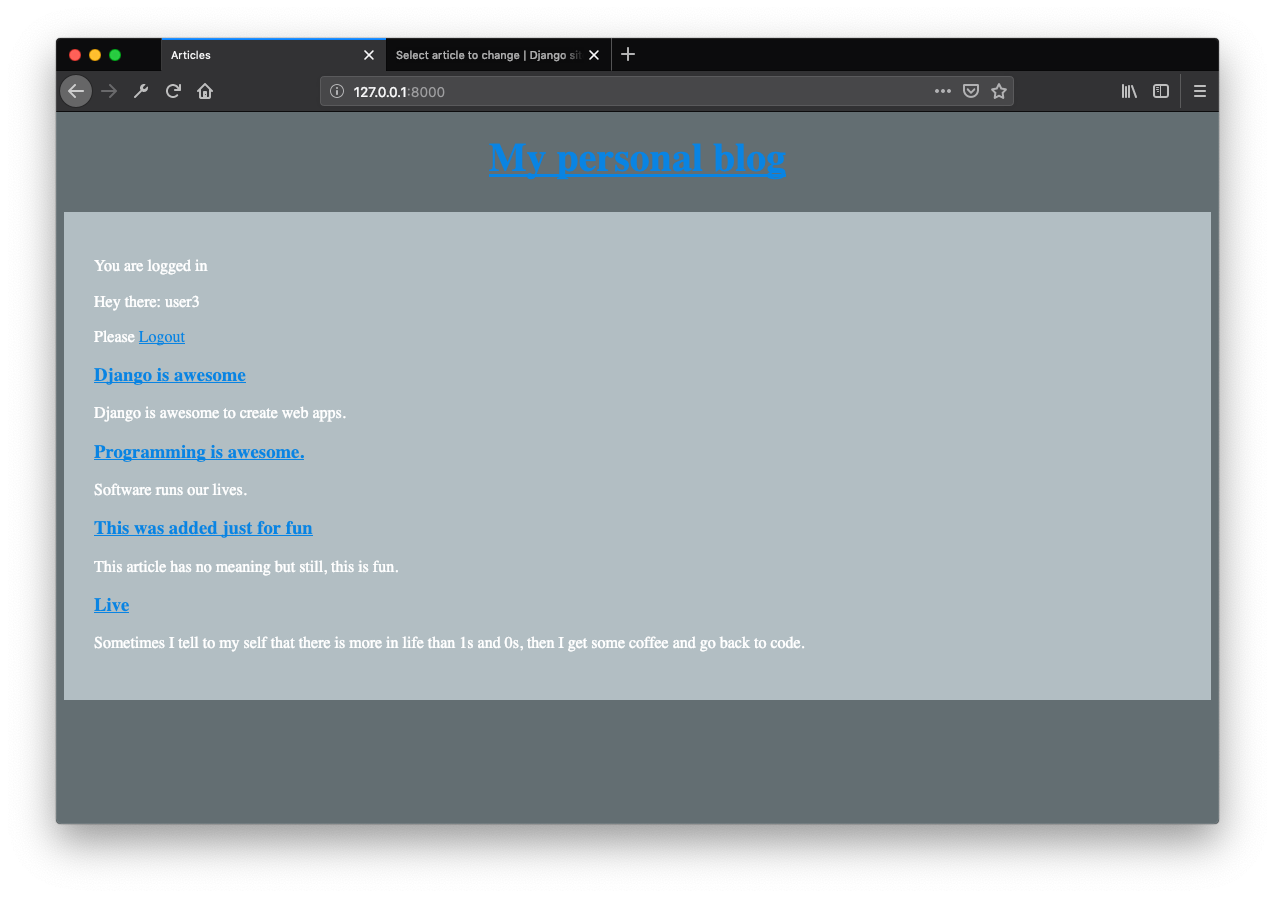 Articles
Select article to change | Django sit
127.0.0.1:8000
My personal blog
You are logged in
Hey there: user3
Please Logout
Django is awesome
Django is awesome to create web apps.
Programming is awesome.
Software runs our lives.
This was added just for fun
This article has no meaning but still, this is fun.
Live
Sometimes I tell to my self that there is more in life than 1s and 0s, then I get some coffee and go back to code.